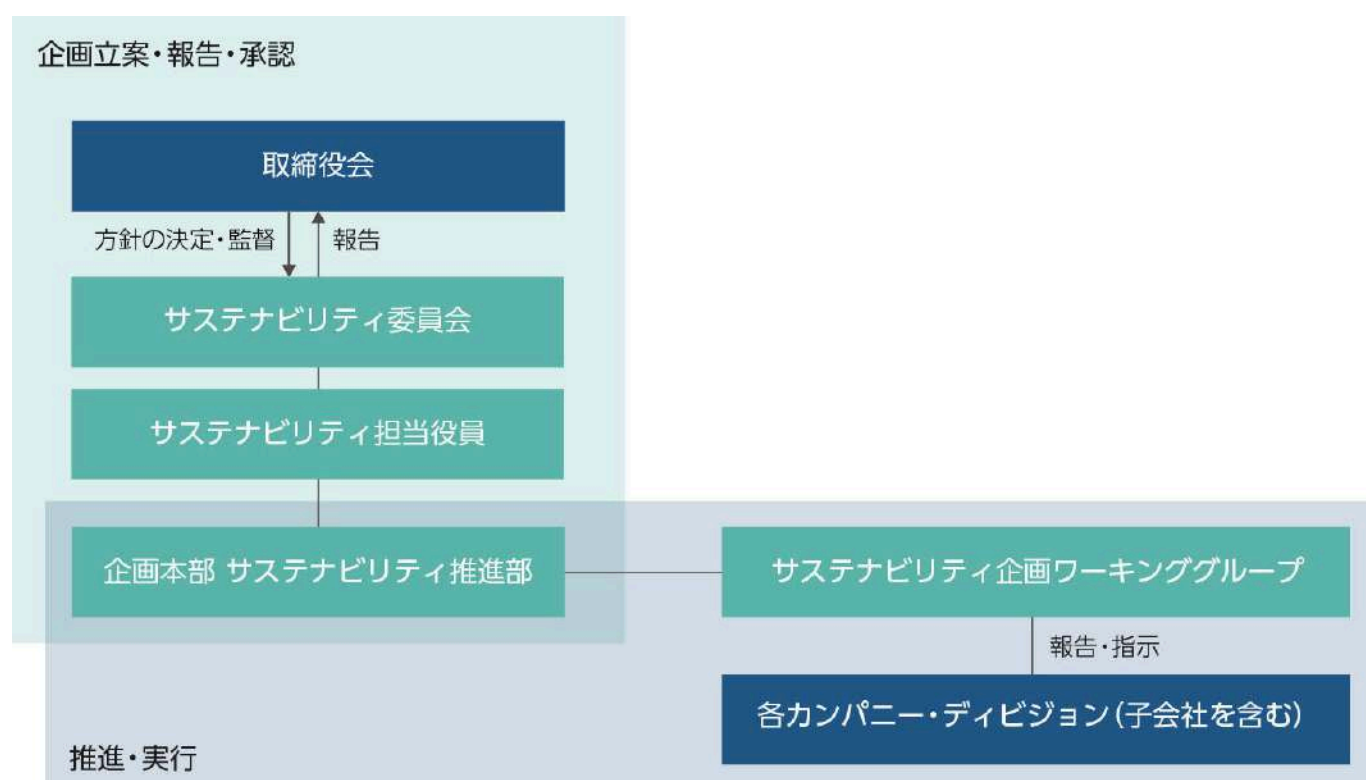 企画立案・報告・承認
取締役会
方針の決定・監督
報告
サステナビリティ委員会
サステナビリティ担当役員
企画本部 サステナビリティ推進部
サステナビリティ企画ワーキンググループ
報告・指示
各カンパニー・ディビジョン(子会社を含む)
推進・実行